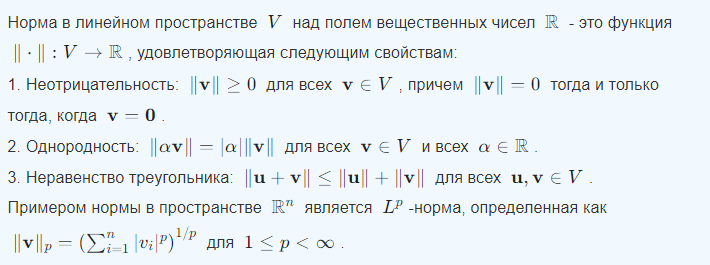 Норма в линейном пространстве V над полем вещественных чисел ℝ - это функция
‖ · ‖ : V → ℝ , удовлетворяющая следующим свойствам:
1. Неотрицательность: ‖𝐯‖ ≥ 0 для всех 𝐯 ∈ V , причем ‖𝐯‖ = 0 тогда и только
тогда, когда 𝐯 = 𝟎 .
2. Однородность: ‖α𝐯‖ = |α|‖𝐯‖ для всех 𝐯 ∈ V и всех α ∈ ℝ .
3. Неравенство треугольника: ‖𝐮 + 𝐯‖ ≤ ‖𝐮‖ + ‖𝐯‖ для всех 𝐮, 𝐯 ∈ V .
Примером нормы в пространстве ℝⁿ является Lᵖ -норма, определенная как
‖𝐯‖ₚ = (∑ᵢ₌₁ⁿ |vᵢ|ᵖ)^{1/p} для 1 ≤ p < ∞ .